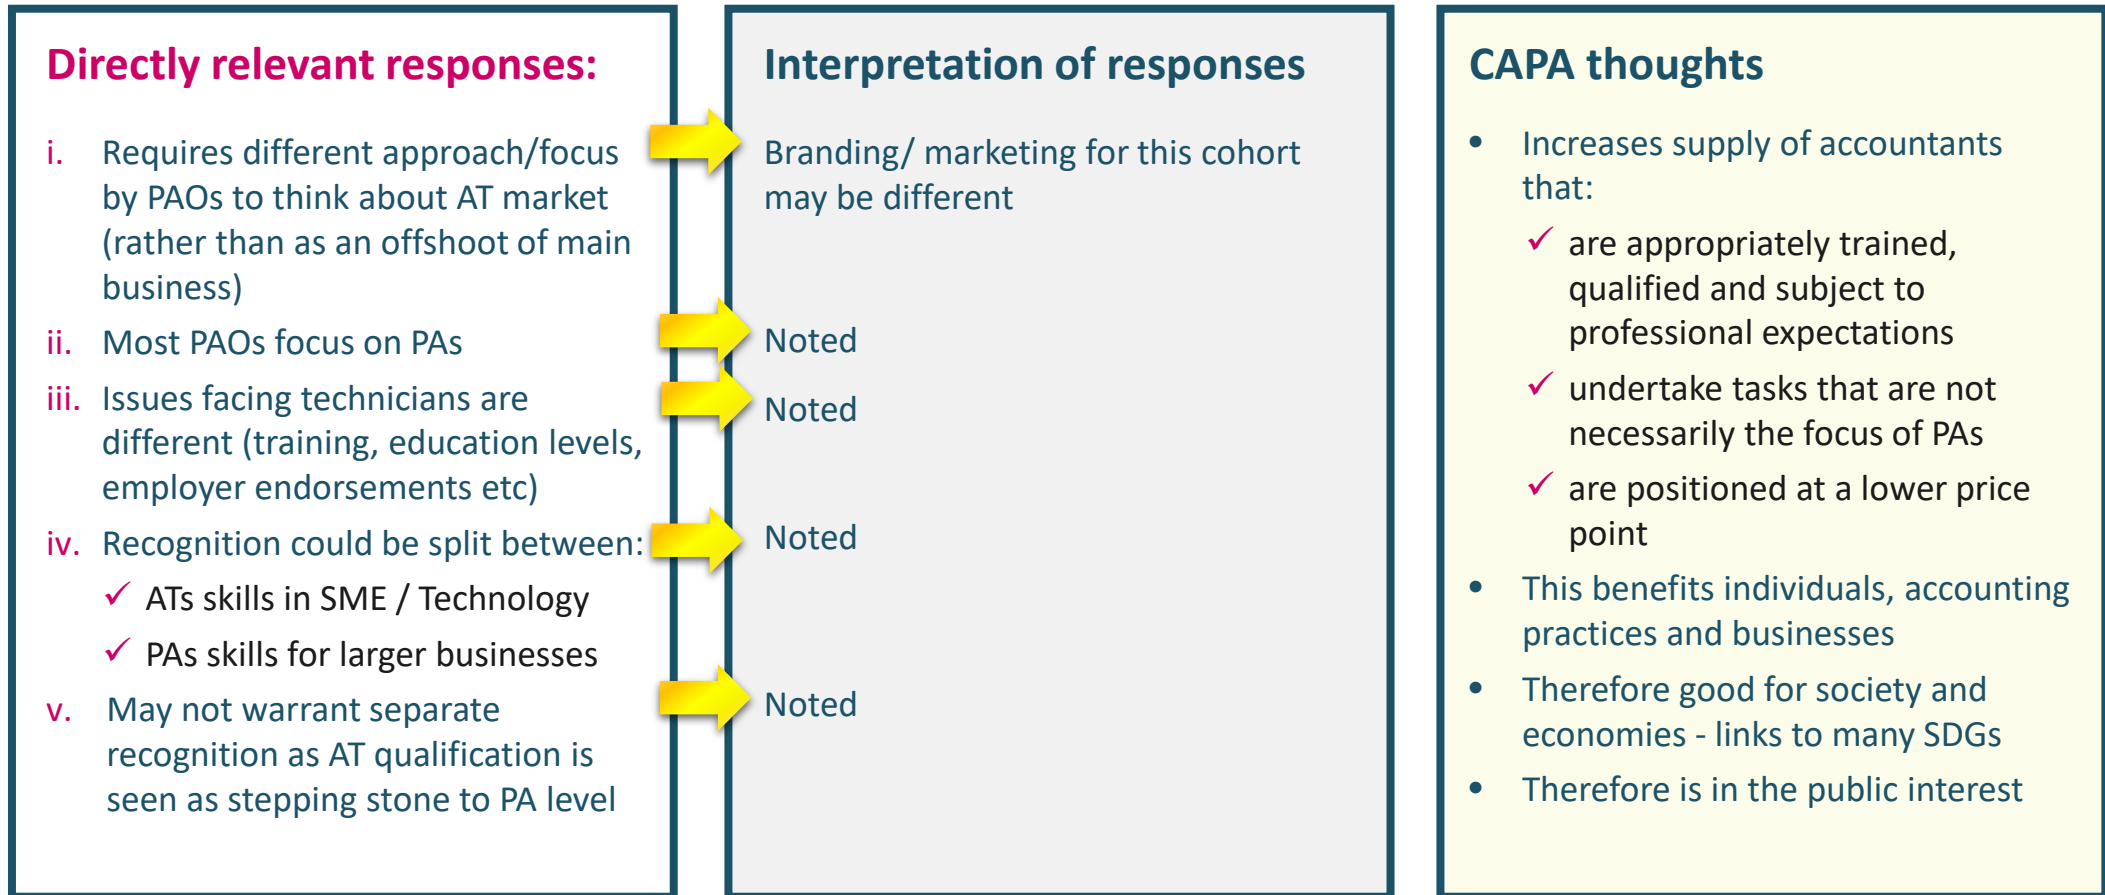 Directly relevant responses:
i. Requires different approach/focus
by PAOs to think about AT market
(rather than as an offshoot of main
business)
ii. Most PAOs focus on PAs
iii. Issues facing technicians are
different (training, education levels,
employer endorsements etc)
iv. Recognition could be split between:
✓ ATs skills in SME / Technology
✓ PAs skills for larger businesses
v. May not warrant separate
recognition as AT qualification is
seen as stepping stone to PA level
Interpretation of responses
Branding/ marketing for this cohort
may be different
Noted
Noted
Noted
Noted
CAPA thoughts
• Increases supply of accountants
that:
✓ are appropriately trained,
qualified and subject to
professional expectations
✓ undertake tasks that are not
necessarily the focus of PAs
✓ are positioned at a lower price
point
• This benefits individuals, accounting
practices and businesses
• Therefore good for society and
economies - links to many SDGs
• Therefore is in the public interest